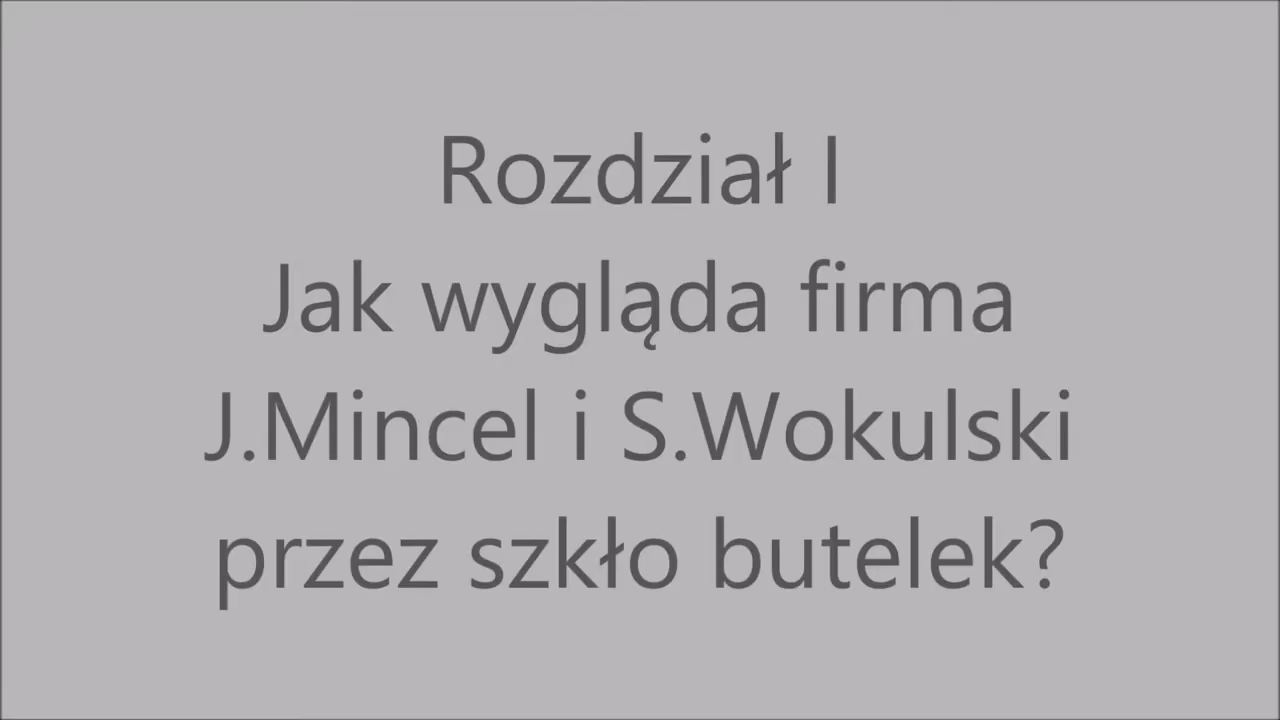 Rozdział I
Jak wygląda firma
J.Mincel i S.Wokulski
przez szkło butelek?